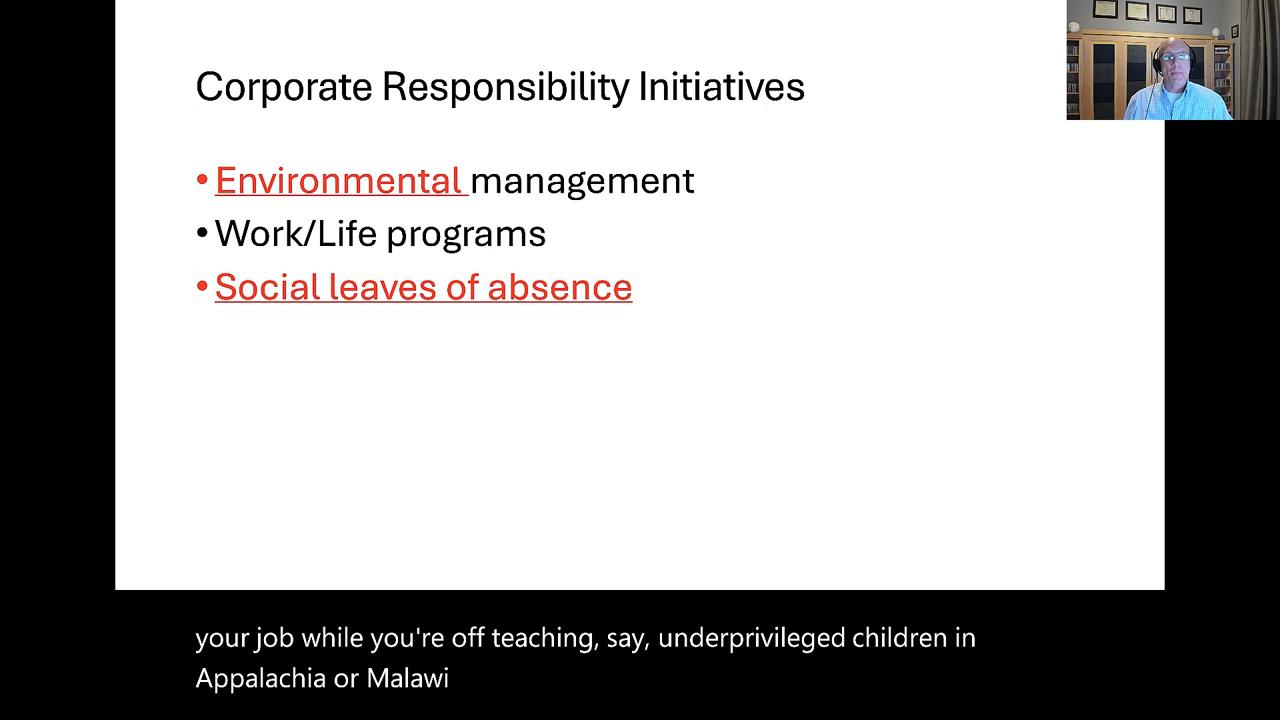 Corporate Responsibility Initiatives
• Environmental management
• Work/Life programs
• Social leaves of absence
your job while you're off teaching, say, underprivileged children in
Appalachia or Malawi